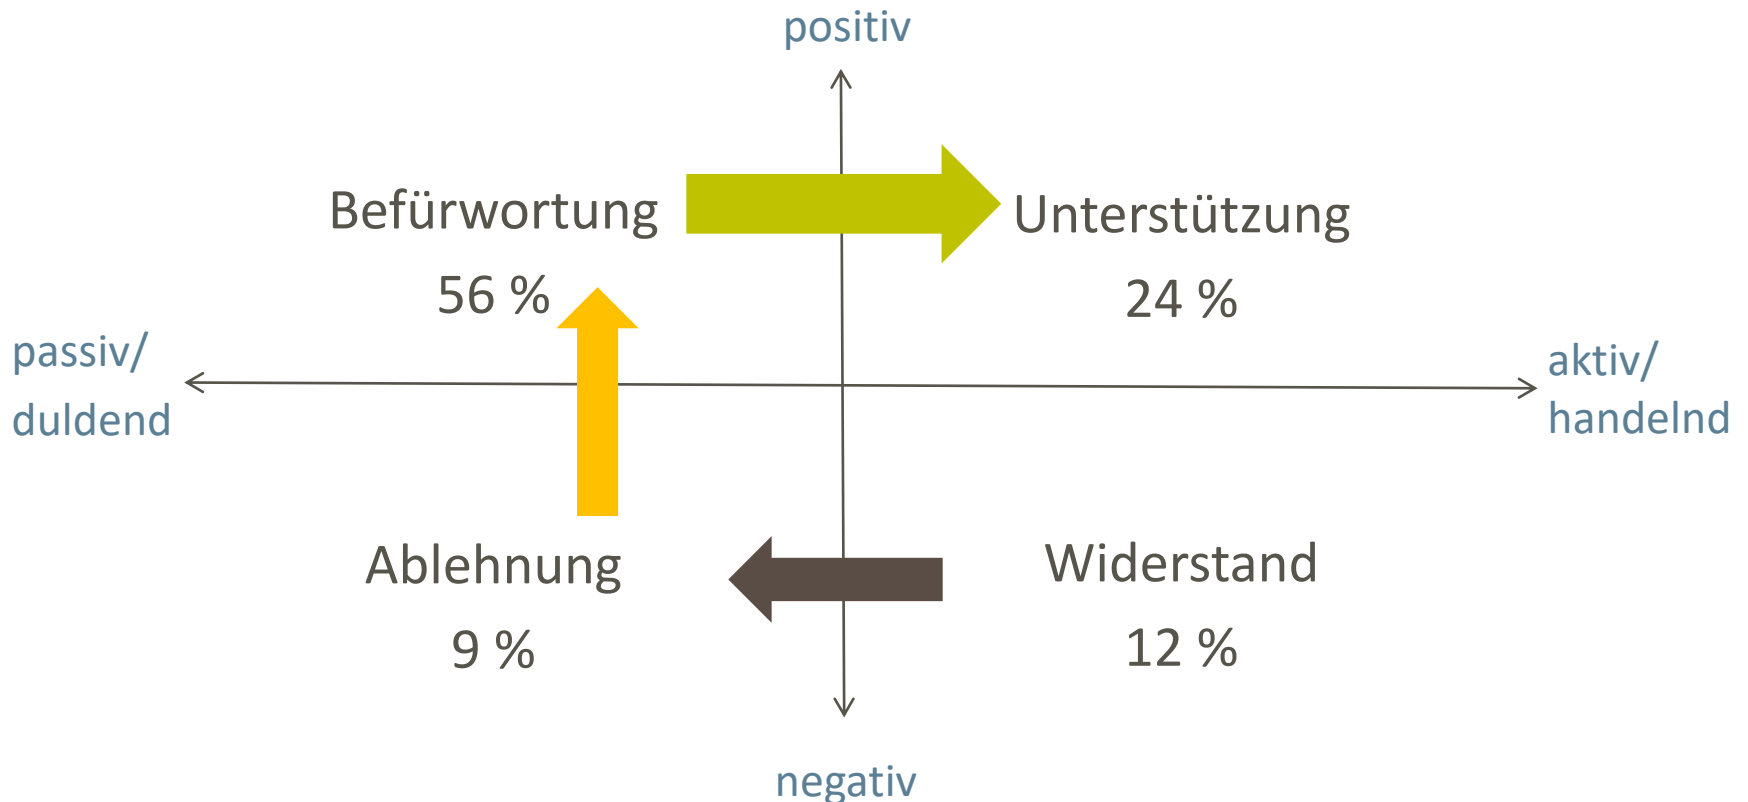 positiv
Befürwortung
Unterstützung
56 %
24 %
passiv/
duldend
aktiv/
handelnd
Ablehnung
Widerstand
9 %
12 %
negativ